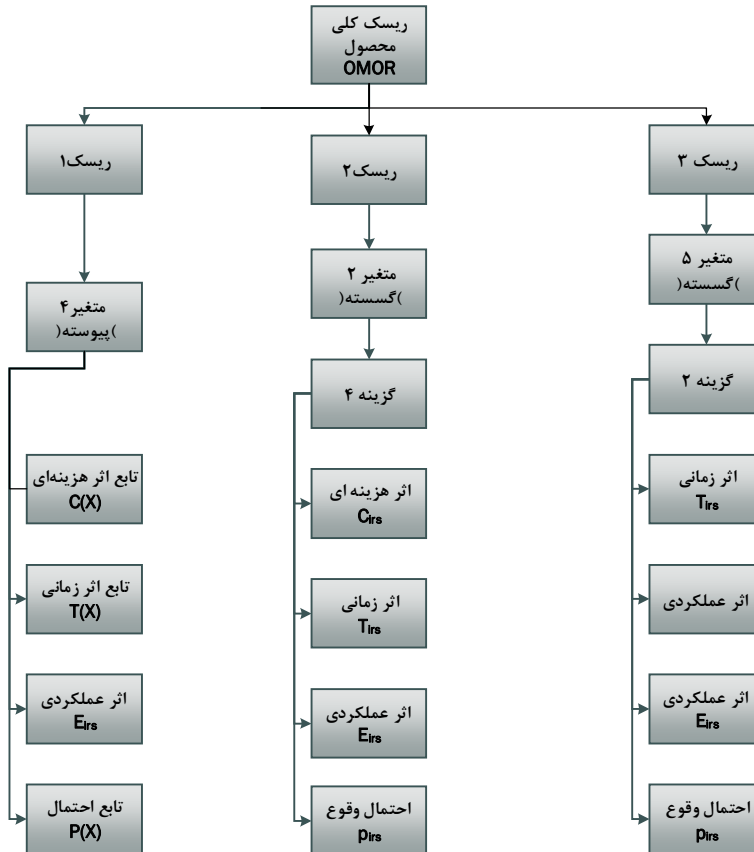 ریسک کلی
محصول
OMOR
ریسک۱
ریسک۲
ریسک ۳
متغیر۴
)پیوسته(
متغیر ۲
)گسسته(
متغیر ۵
)گسسته(
گزینه ۴
گزینه ۲
تابع اثر هزینه‌ای
C(X)
تابع اثر زمانی
T(X)
اثر عملکردی
Eirs
تابع احتمال
P(X)
اثر هزینه ای
Cirs
اثر زمانی
Tirs
اثر عملکردی
Eirs
احتمال وقوع
pirs
اثر زمانی
Tirs
اثر عملکردی
اثر عملکردی
Eirs
احتمال وقوع
pirs